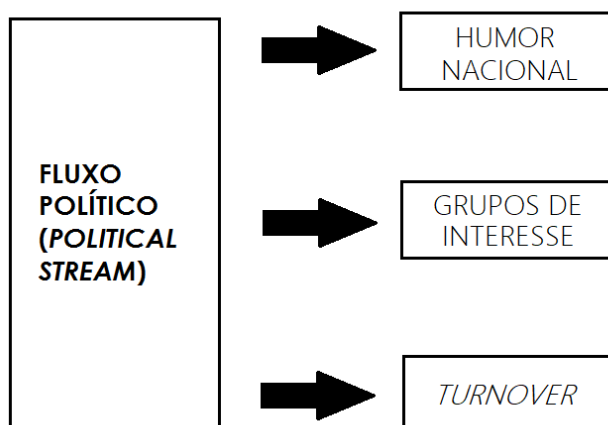 FLUXO
POLÍTICO
(POLITICAL
STREAM)
HUMOR
NACIONAL
GRUPOS DE
INTERESSE
TURNOVER